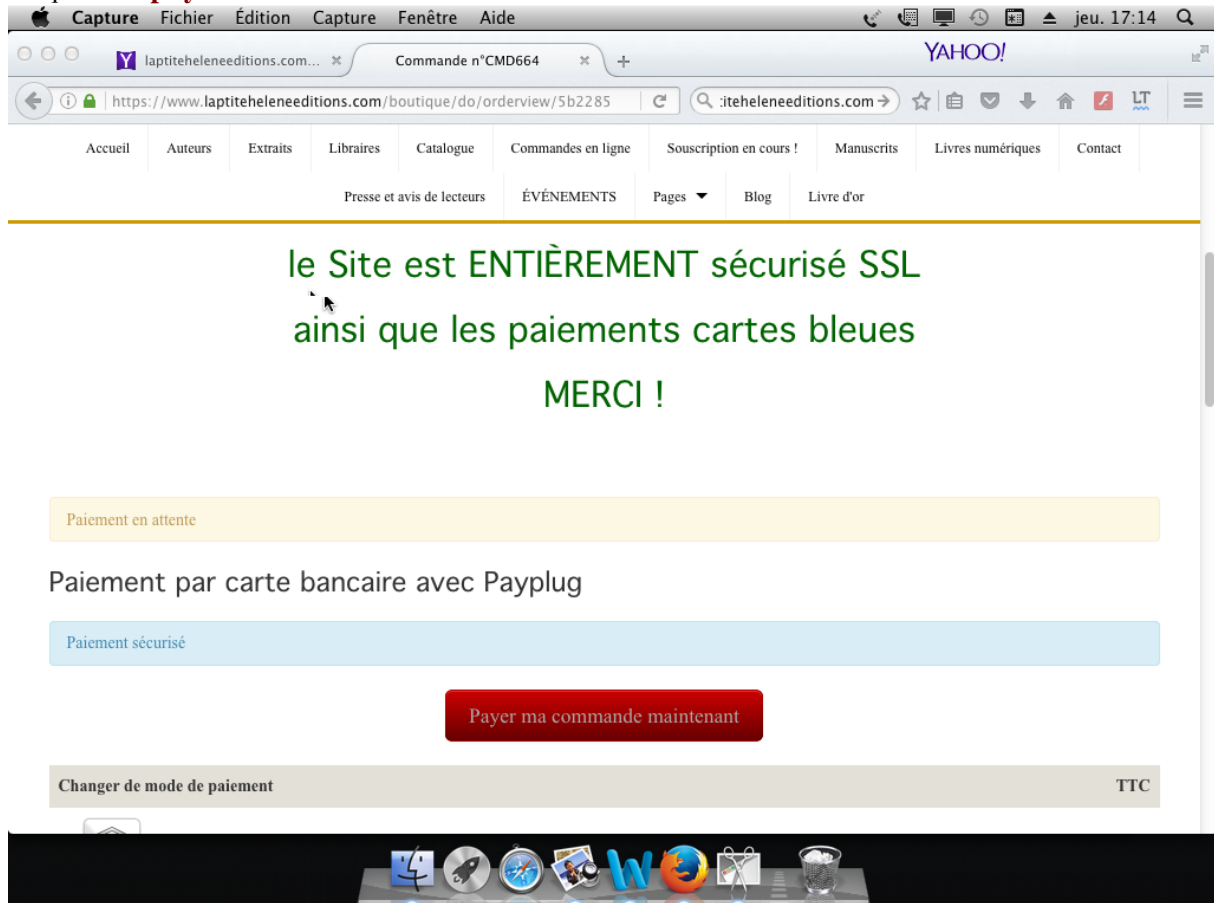 pay
Capture Fichier Édition Capture Fenêtre Aide jeu. 17:14
laptiteheleneeditions.com... Commande n°CMD664 YAHOO!
https://www.laptiteheleneeditions.com/boutique/do/orderview/5b2285 :iteheleneeditions.com LT
Accueil Auteurs Extraits Libraires Catalogue Commandes en ligne Souscription en cours ! Manuscrits Livres numériques Contact
Presse et avis de lecteurs ÉVÉNEMENTS Pages Blog Livre d'or
le Site est ENTIÈREMENT sécurisé SSL
ainsi que les paiements cartes bleues
MERCI !
Paiement en attente
Paiement par carte bancaire avec Payplug
Paiement sécurisé
Payer ma commande maintenant
Changer de mode de paiement TTC